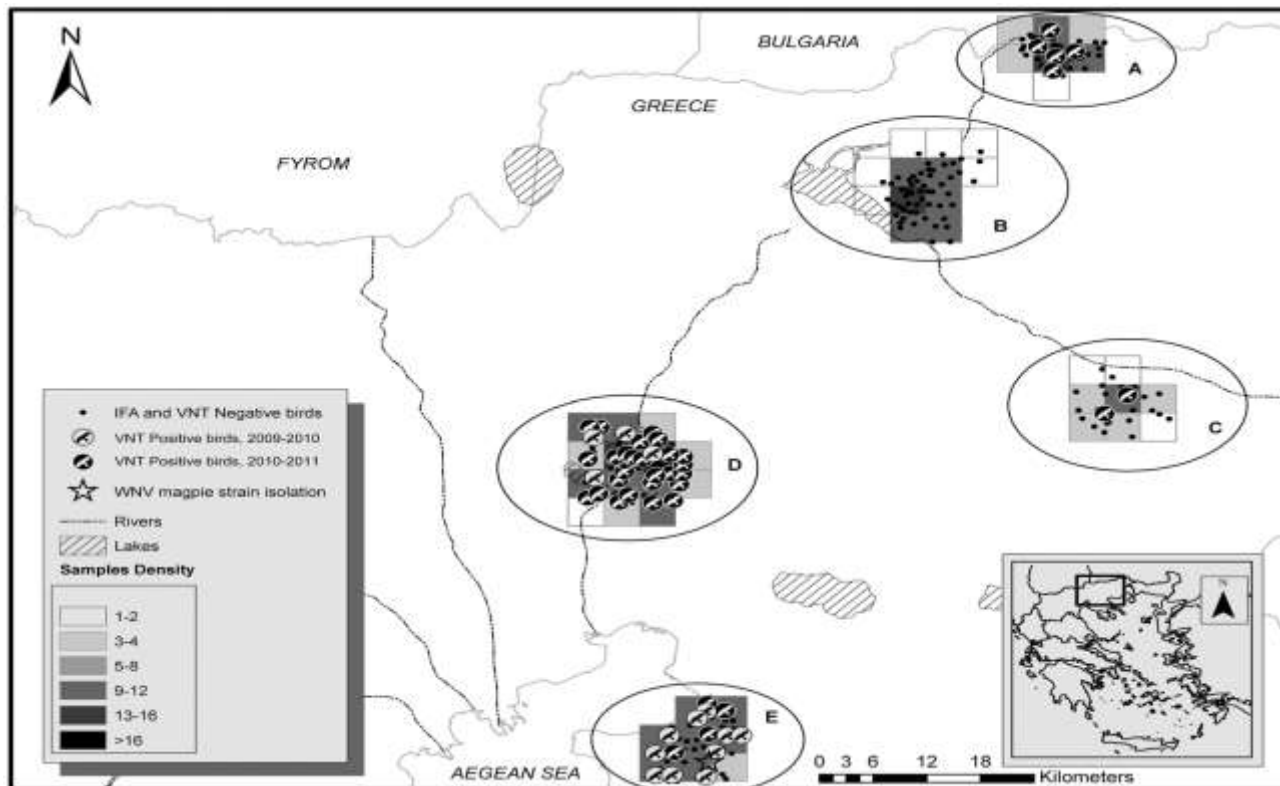 N
BULGARIA
A
GREECE
FYROM
B
C
IFA and VNT Negative birds
VNT Positive birds, 2009-2010
VNT Positive birds, 2010-2011
WNV magpie strain isolation
Rivers
Lakes
Samples Density
1-2
3-4
5-8
9-12
13-16
>16
D
E
AEGEAN SEA
N
0 3 6 12 18
Kilometers